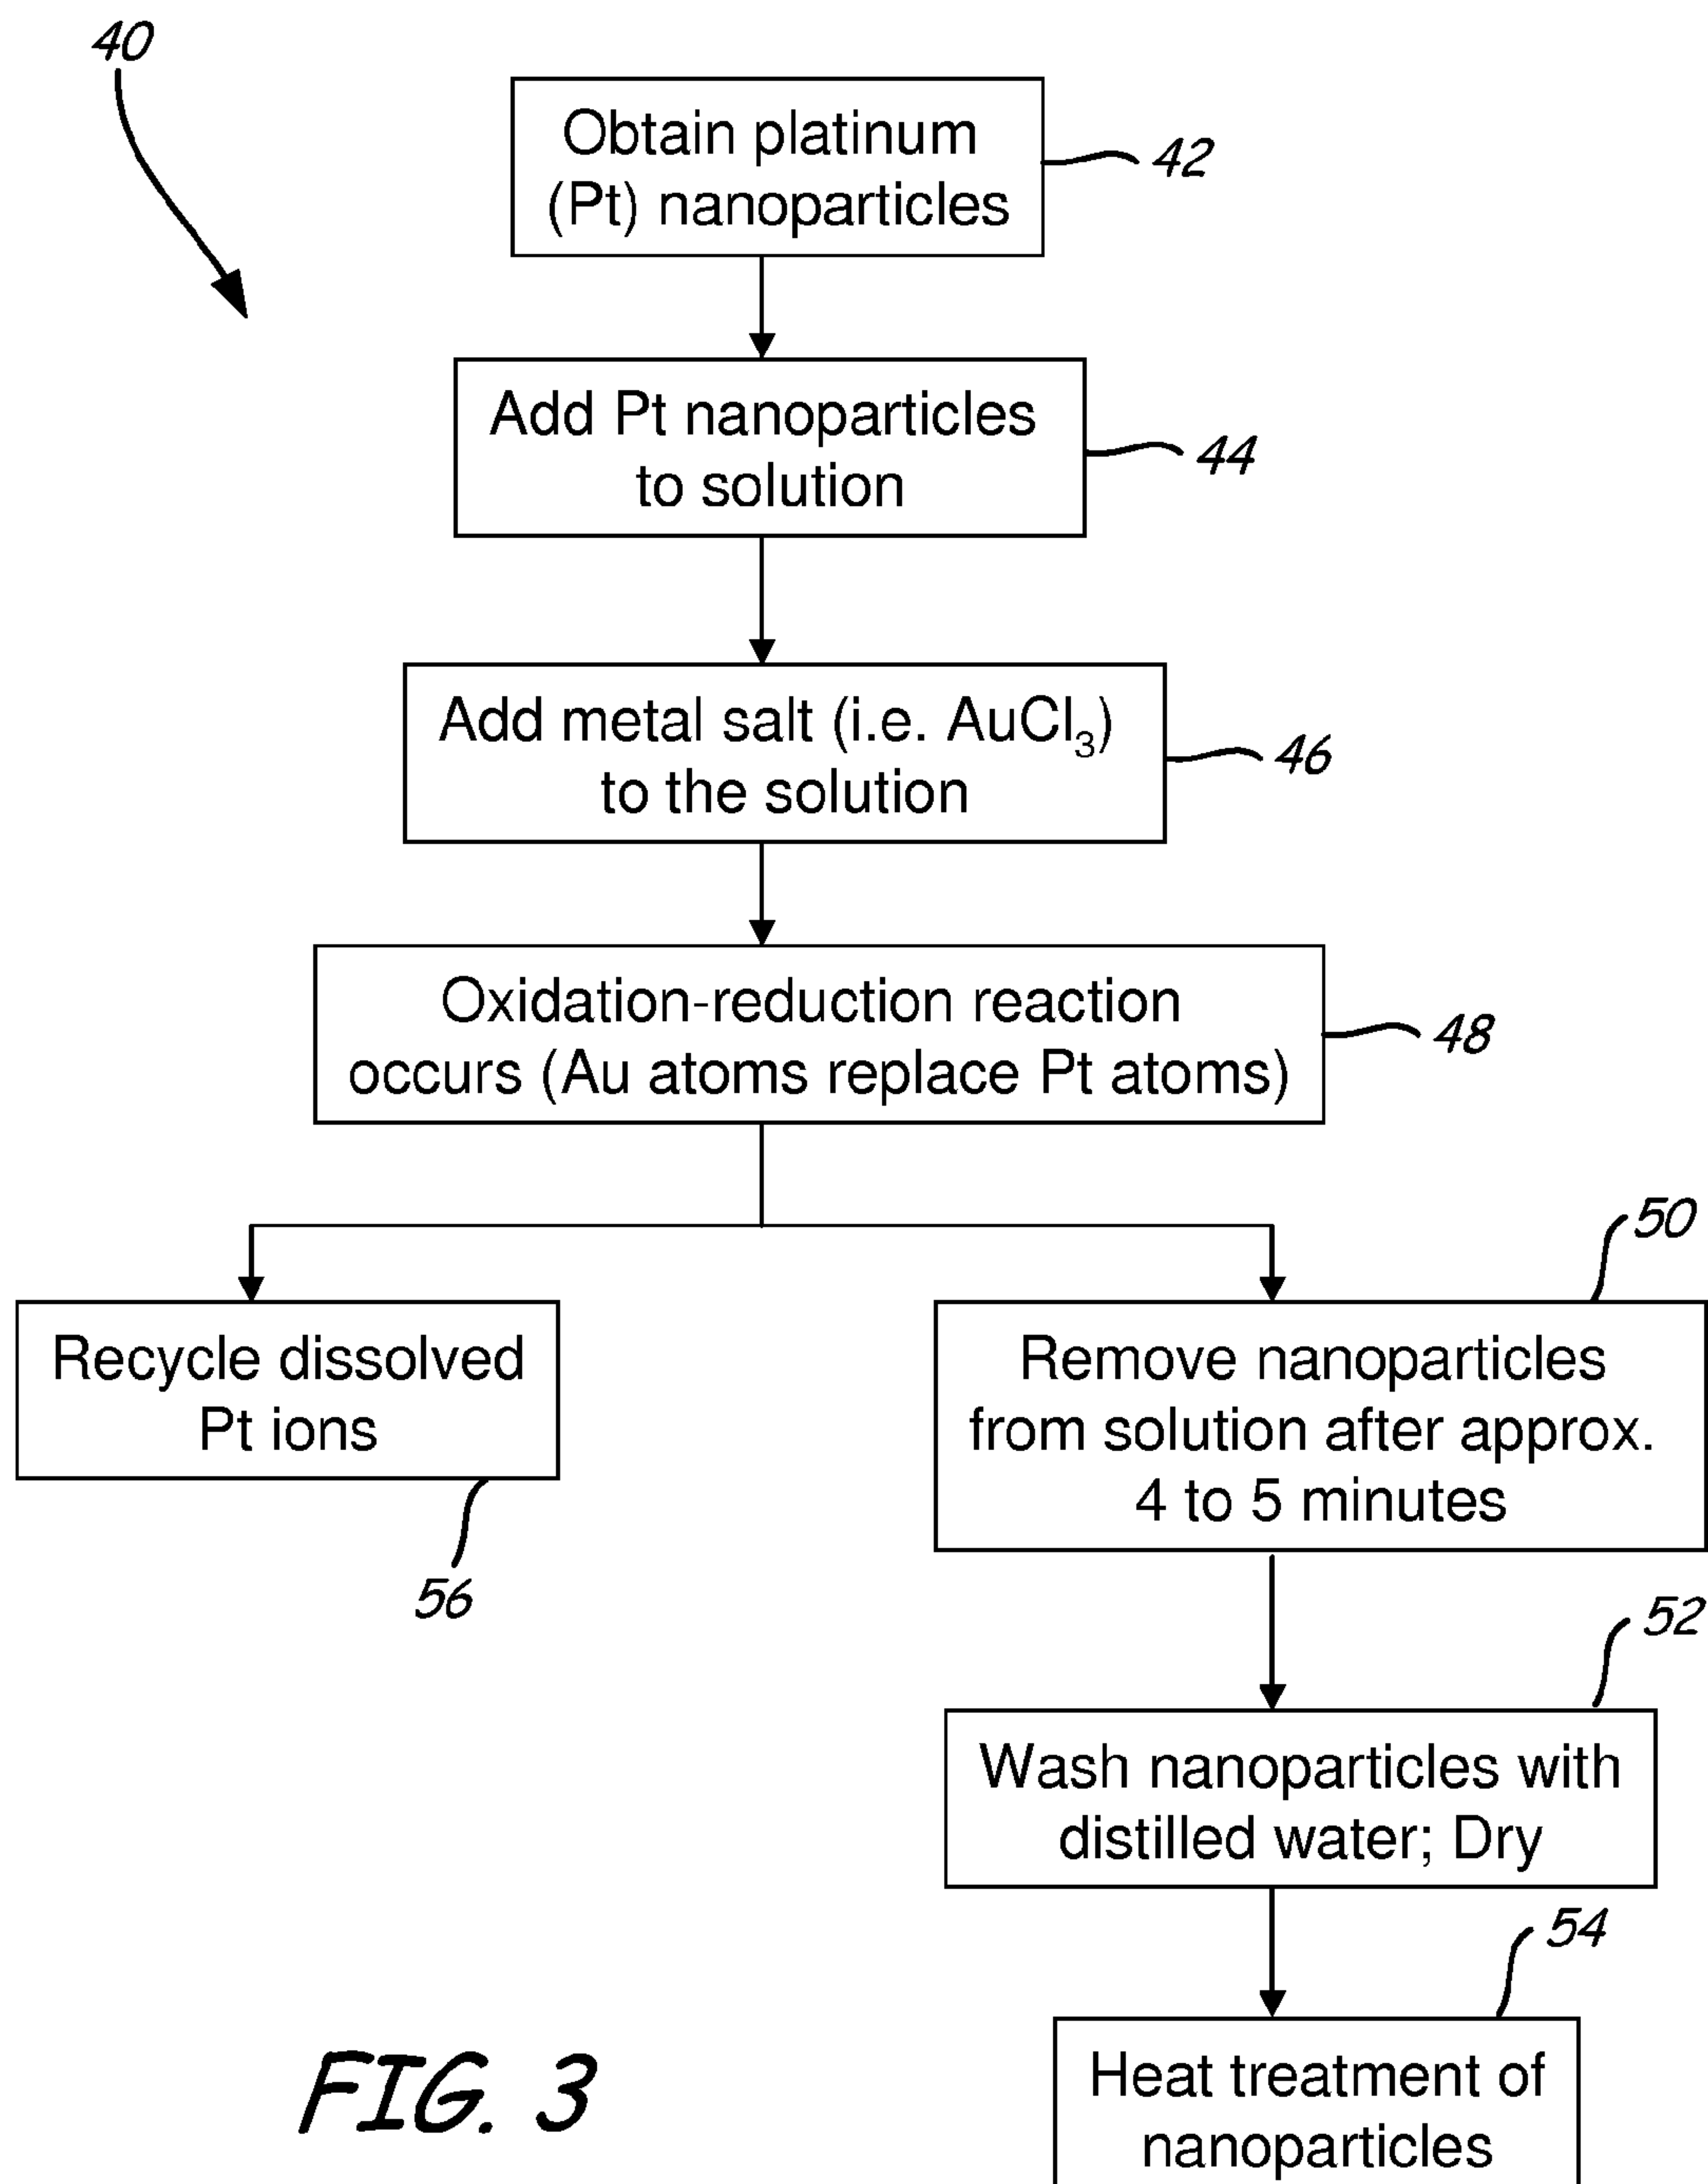 40
Obtain platinum
(Pt) nanoparticles
42
Add Pt nanoparticles
to solution
44
Add metal salt (i.e. AuCl₃)
to the solution
46
Oxidation-reduction reaction
occurs (Au atoms replace Pt atoms)
48
Recycle dissolved
Pt ions
56
50
Remove nanoparticles
from solution after approx.
4 to 5 minutes
52
Wash nanoparticles with
distilled water; Dry
54
Heat treatment of
nanoparticles
FIG. 3